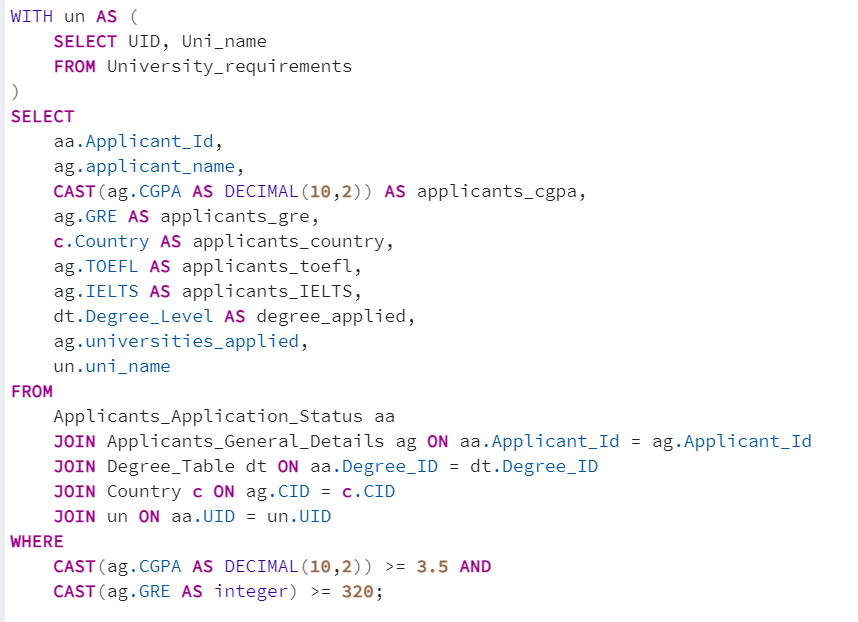 WITH un AS (
    SELECT UID, Uni_name
    FROM University_requirements
)
SELECT
    aa.Applicant_Id,
    ag.applicant_name,
    CAST(ag.CGPA AS DECIMAL(10,2)) AS applicants_cgpa,
    ag.GRE AS applicants_gre,
    c.Country AS applicants_country,
    ag.TOEFL AS applicants_toefl,
    ag.IELTS AS applicants_IELTS,
    dt.Degree_Level AS degree_applied,
    ag.universities_applied,
    un.uni_name
FROM
    Applicants_Application_Status aa
    JOIN Applicants_General_Details ag ON aa.Applicant_Id = ag.Applicant_Id
    JOIN Degree_Table dt ON aa.Degree_ID = dt.Degree_ID
    JOIN Country c ON ag.CID = c.CID
    JOIN un ON aa.UID = un.UID
WHERE
    CAST(ag.CGPA AS DECIMAL(10,2)) >= 3.5 AND
    CAST(ag.GRE AS integer) >= 320;